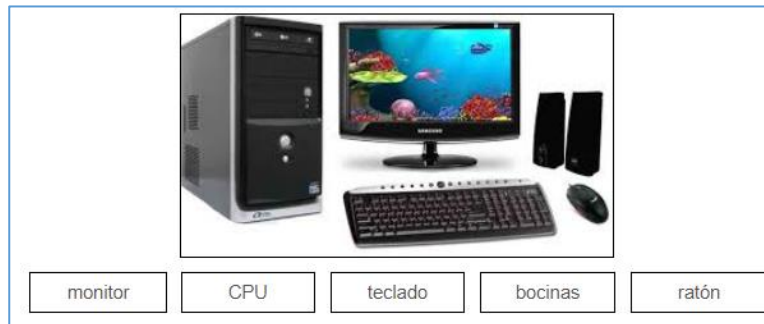 SAMSUNG
monitor
CPU
teclado
bocinas
ratón